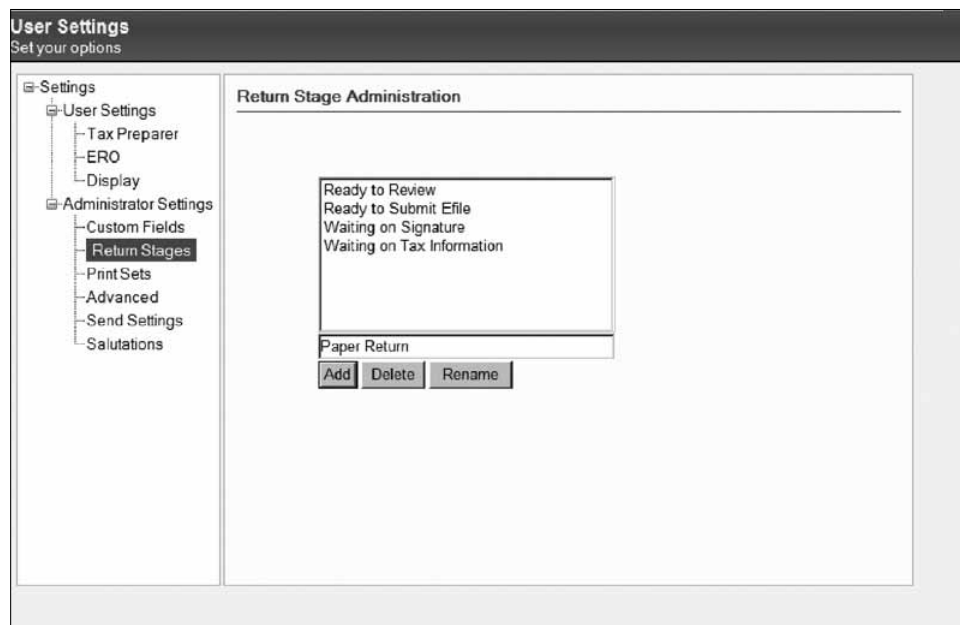 User Settings
Set your options
Settings
User Settings
Tax Preparer
ERO
Display
Administrator Settings
Custom Fields
Return Stages
Print Sets
Advanced
Send Settings
Salutations
Return Stage Administration
Ready to Review
Ready to Submit Efile
Waiting on Signature
Waiting on Tax Information
Paper Return
Add Delete Rename